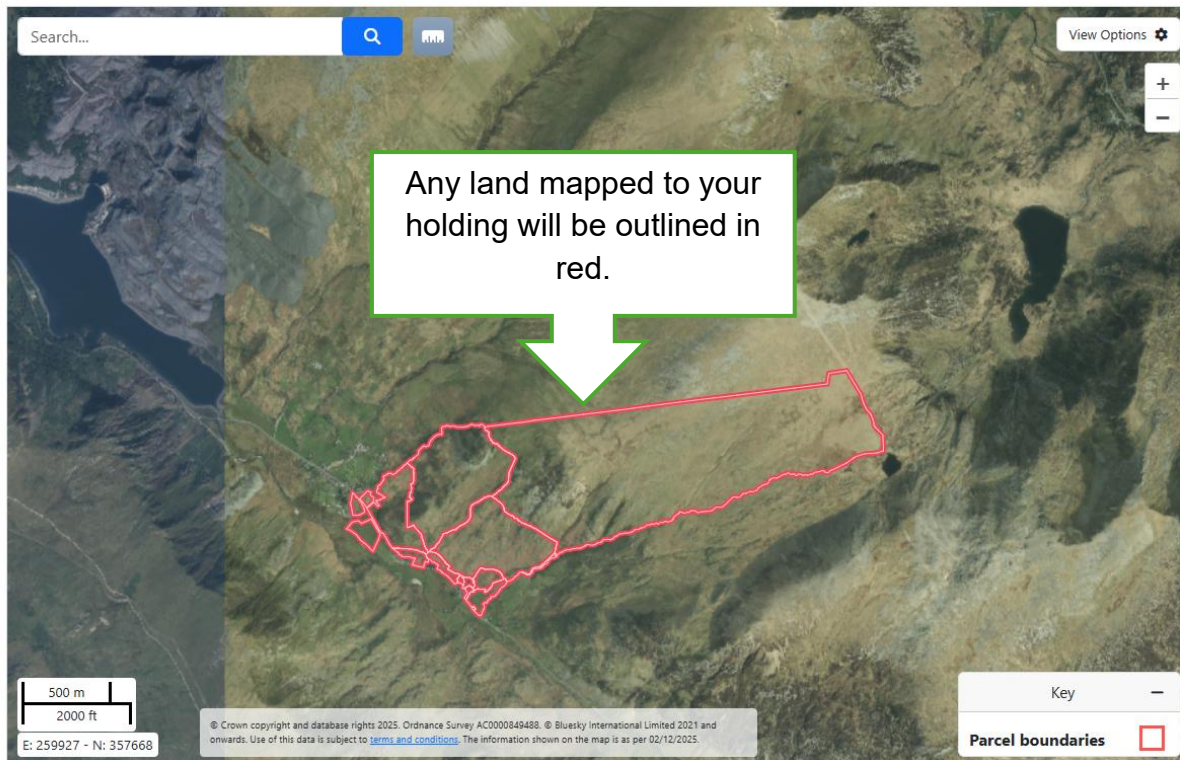 Search...
View Options
+
−
Any land mapped to your
holding will be outlined in
red.
500 m
2000 ft
E: 259927 - N: 357668
© Crown copyright and database rights 2025. Ordnance Survey AC0000849488. © Bluesky International Limited 2021 and
onwards. Use of this data is subject to terms and conditions. The information shown on the map is as per 02/12/2025.
Key −
Parcel boundaries